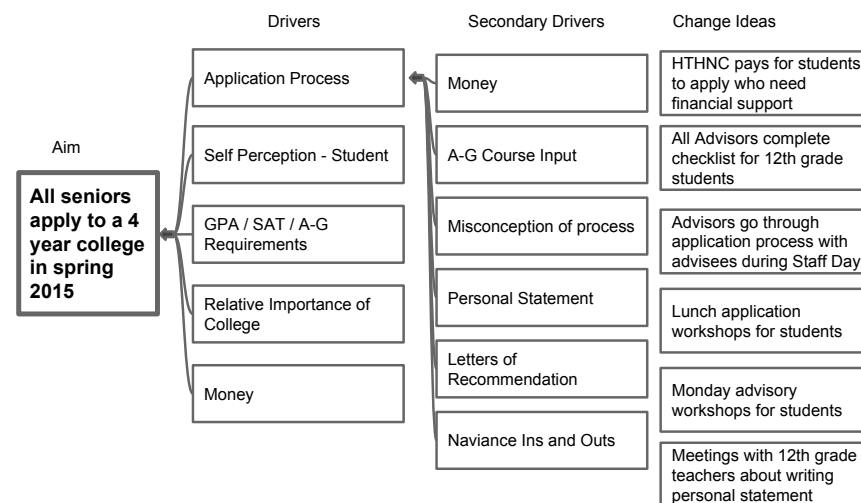 Drivers
Secondary Drivers
Change Ideas
Aim
All seniors
apply to a 4
year college
in spring
2015
Application Process
Self Perception - Student
GPA / SAT / A-G
Requirements
Relative Importance of
College
Money
Money
A-G Course Input
Misconception of process
Personal Statement
Letters of
Recommendation
Naviance Ins and Outs
HTHNC pays for students
to apply who need
financial support
All Advisors complete
checklist for 12th grade
students
Advisors go through
application process with
advisees during Staff Day
Lunch application
workshops for students
Monday advisory
workshops for students
Meetings with 12th grade
teachers about writing
personal statement